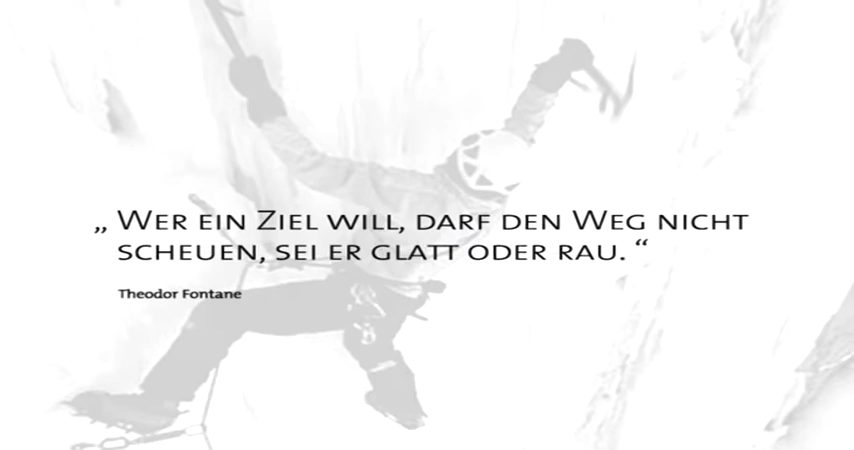 „ Wer ein Ziel will, darf den Weg nicht
scheuen, sei er glatt oder rau. “
Theodor Fontane